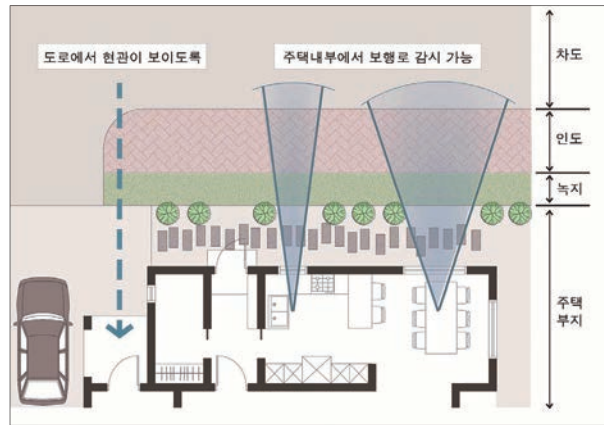 도로에서 현관이 보이도록
주택내부에서 보행로 감시 가능
차도
인도
녹지
주택
부지